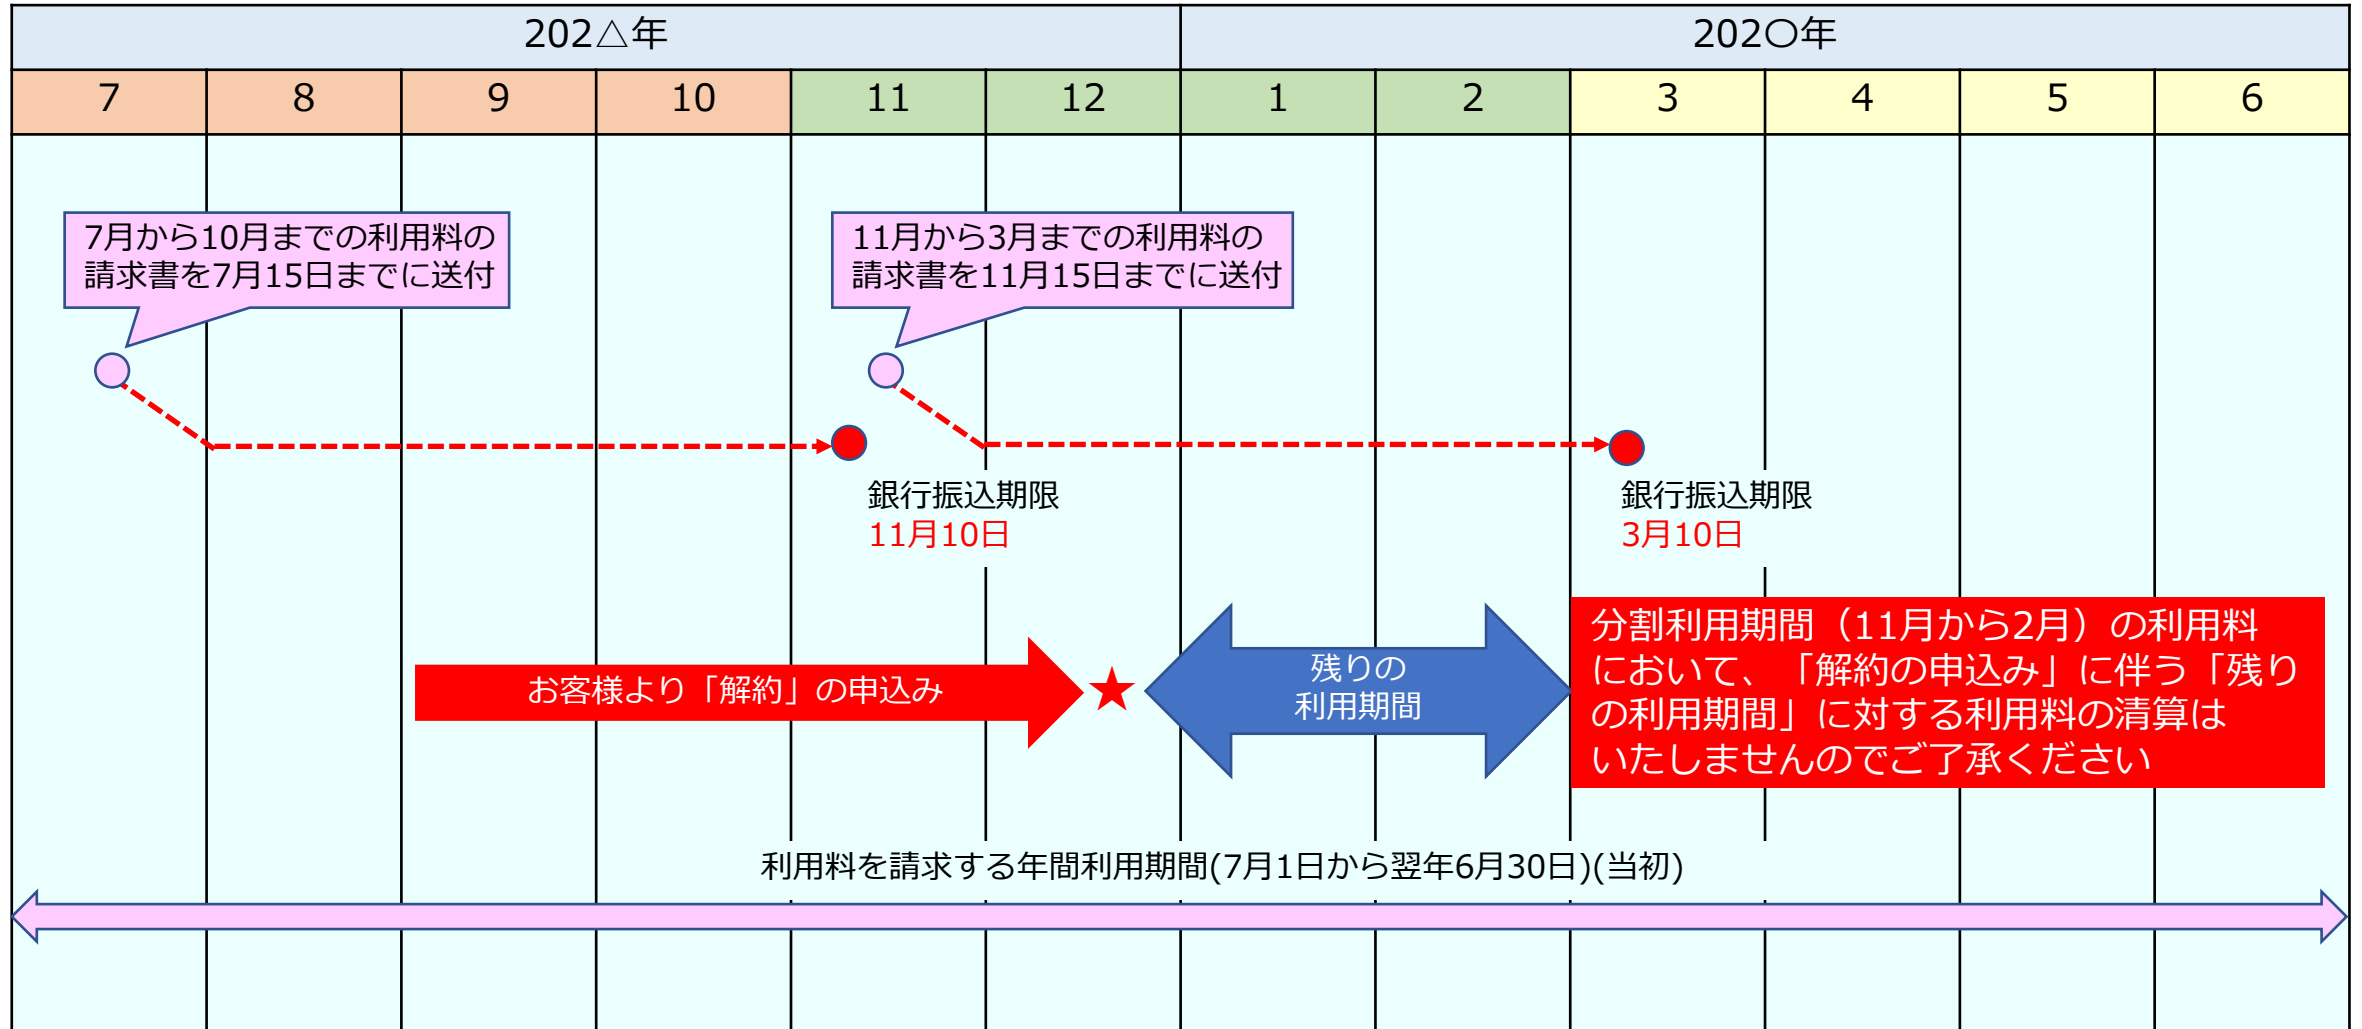 202△年
202〇年
7
8
9
10
11
12
1
2
3
4
5
6
7月から10月までの利用料の
請求書を7月15日までに送付
11月から3月までの利用料の
請求書を11月15日までに送付
銀行振込期限
11月10日
銀行振込期限
3月10日
お客様より「解約」の申込み
★
残りの
利用期間
分割利用期間（11月から2月）の利用料
において、「解約の申込み」に伴う「残り
の利用期間」に対する利用料の清算は
いたしませんのでご了承ください
利用料を請求する年間利用期間(7月1日から翌年6月30日)(当初)